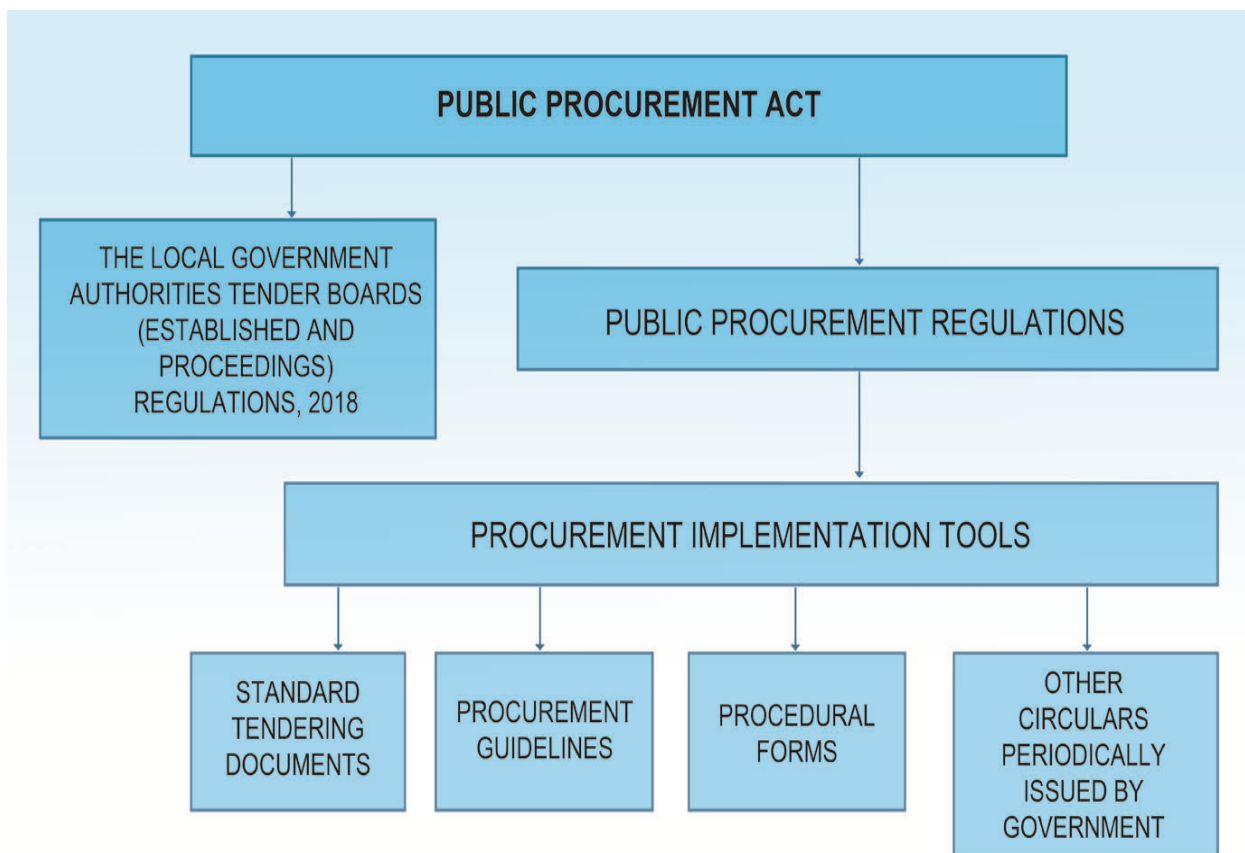 PUBLIC PROCUREMENT ACT
THE LOCAL GOVERNMENT
AUTHORITIES TENDER BOARDS
(ESTABLISHED AND
PROCEEDINGS)
REGULATIONS, 2018
PUBLIC PROCUREMENT REGULATIONS
PROCUREMENT IMPLEMENTATION TOOLS
STANDARD
TENDERING
DOCUMENTS
PROCUREMENT
GUIDELINES
PROCEDURAL
FORMS
OTHER
CIRCULARS
PERIODICALLY
ISSUED BY
GOVERNMENT